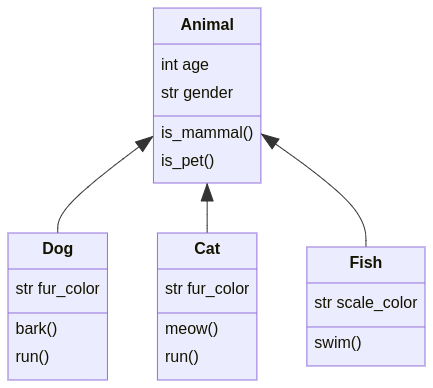 Animal
int age
str gender
is_mammal()
is_pet()
Dog
str fur_color
bark()
run()
Cat
str fur_color
meow()
run()
Fish
str scale_color
swim()